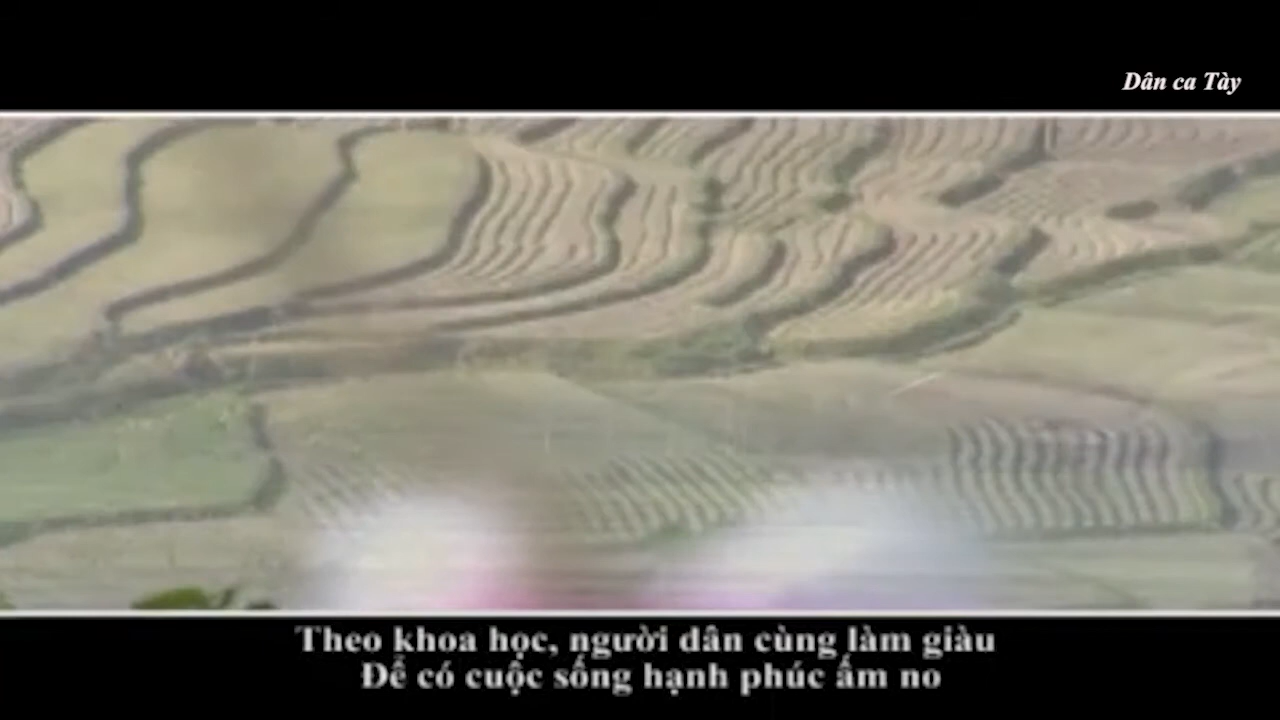 Dân ca Tày
Theo khoa học, người dân cùng làm giàu
Để có cuộc sống hạnh phúc ấm no